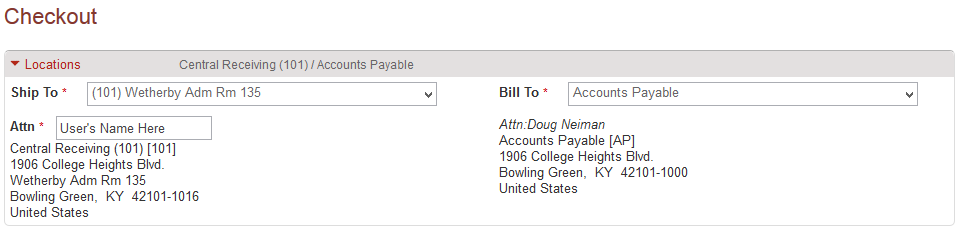 Checkout
Locations Central Receiving (101) / Accounts Payable
Ship To * (101) Wetherby Adm Rm 135
Attn * User's Name Here
Central Receiving (101) [101]
1906 College Heights Blvd.
Wetherby Adm Rm 135
Bowling Green, KY 42101-1016
United States
Bill To * Accounts Payable
Attn:Doug Neiman
Accounts Payable [AP]
1906 College Heights Blvd.
Bowling Green, KY 42101-1000
United States